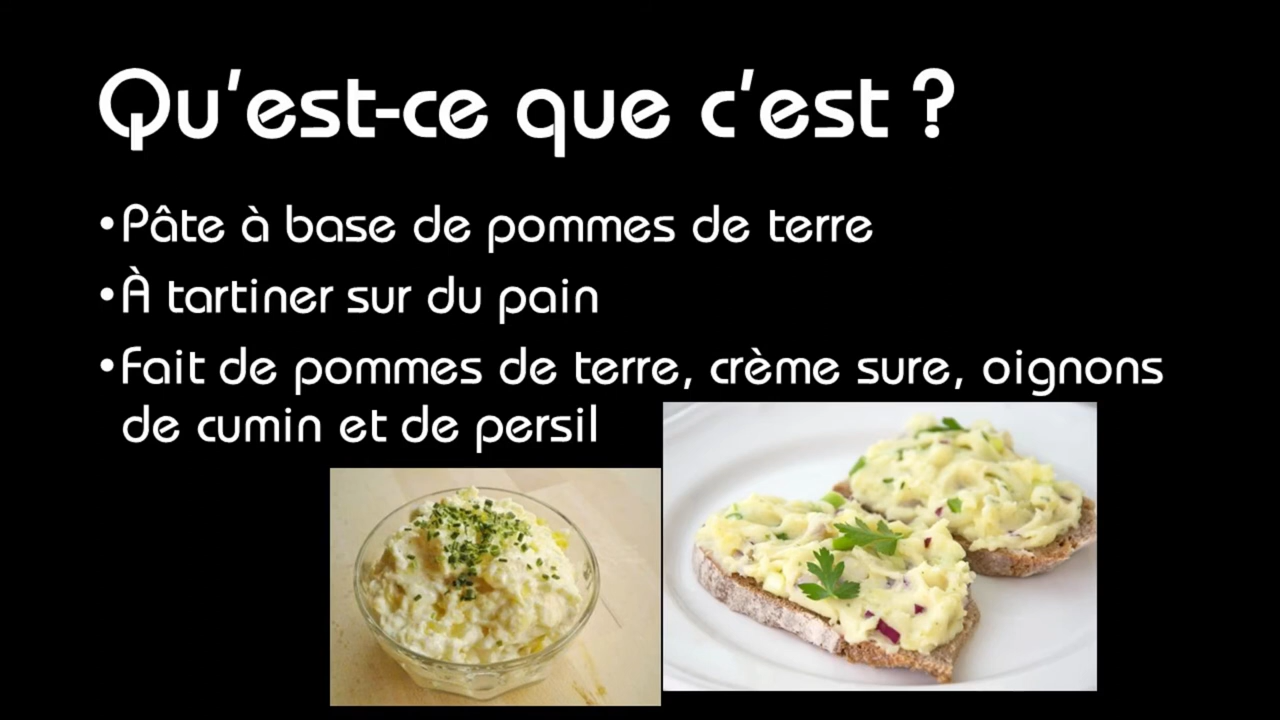 Qu’est-ce que c’est ?
•Pâte à base de pommes de terre
•À tartiner sur du pain
•Fait de pommes de terre, crème sure, oignons
de cumin et de persil